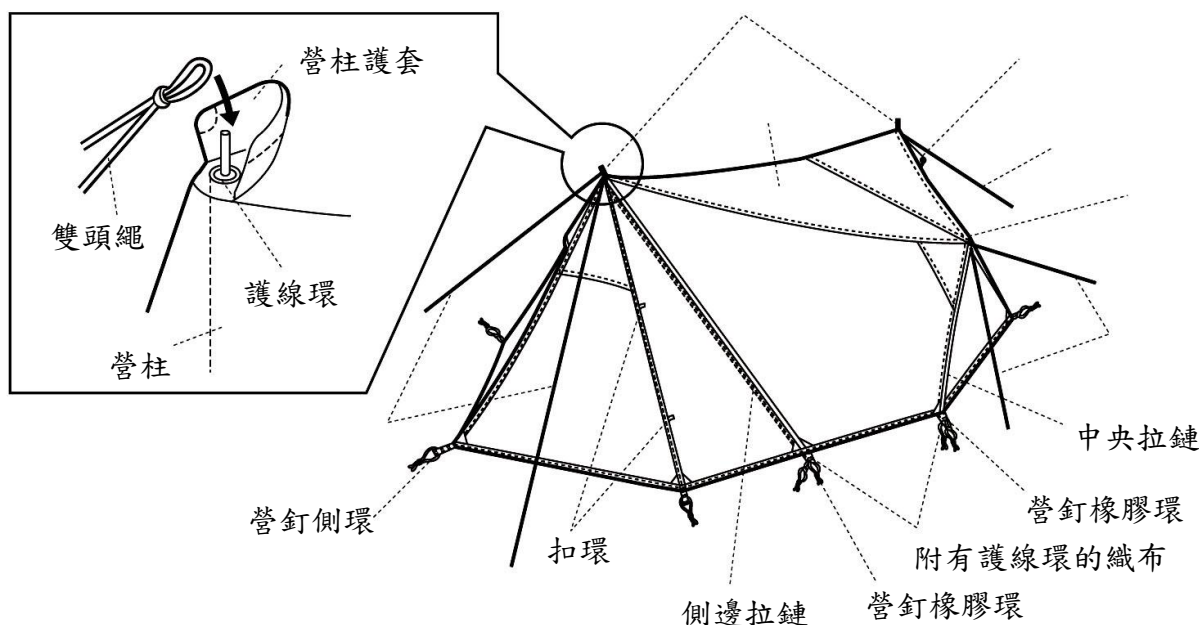 營柱護套
雙頭繩
護線環
營柱
中央拉鏈
營釘側環
扣環
營釘橡膠環
附有護線環的織布
側邊拉鏈
營釘橡膠環